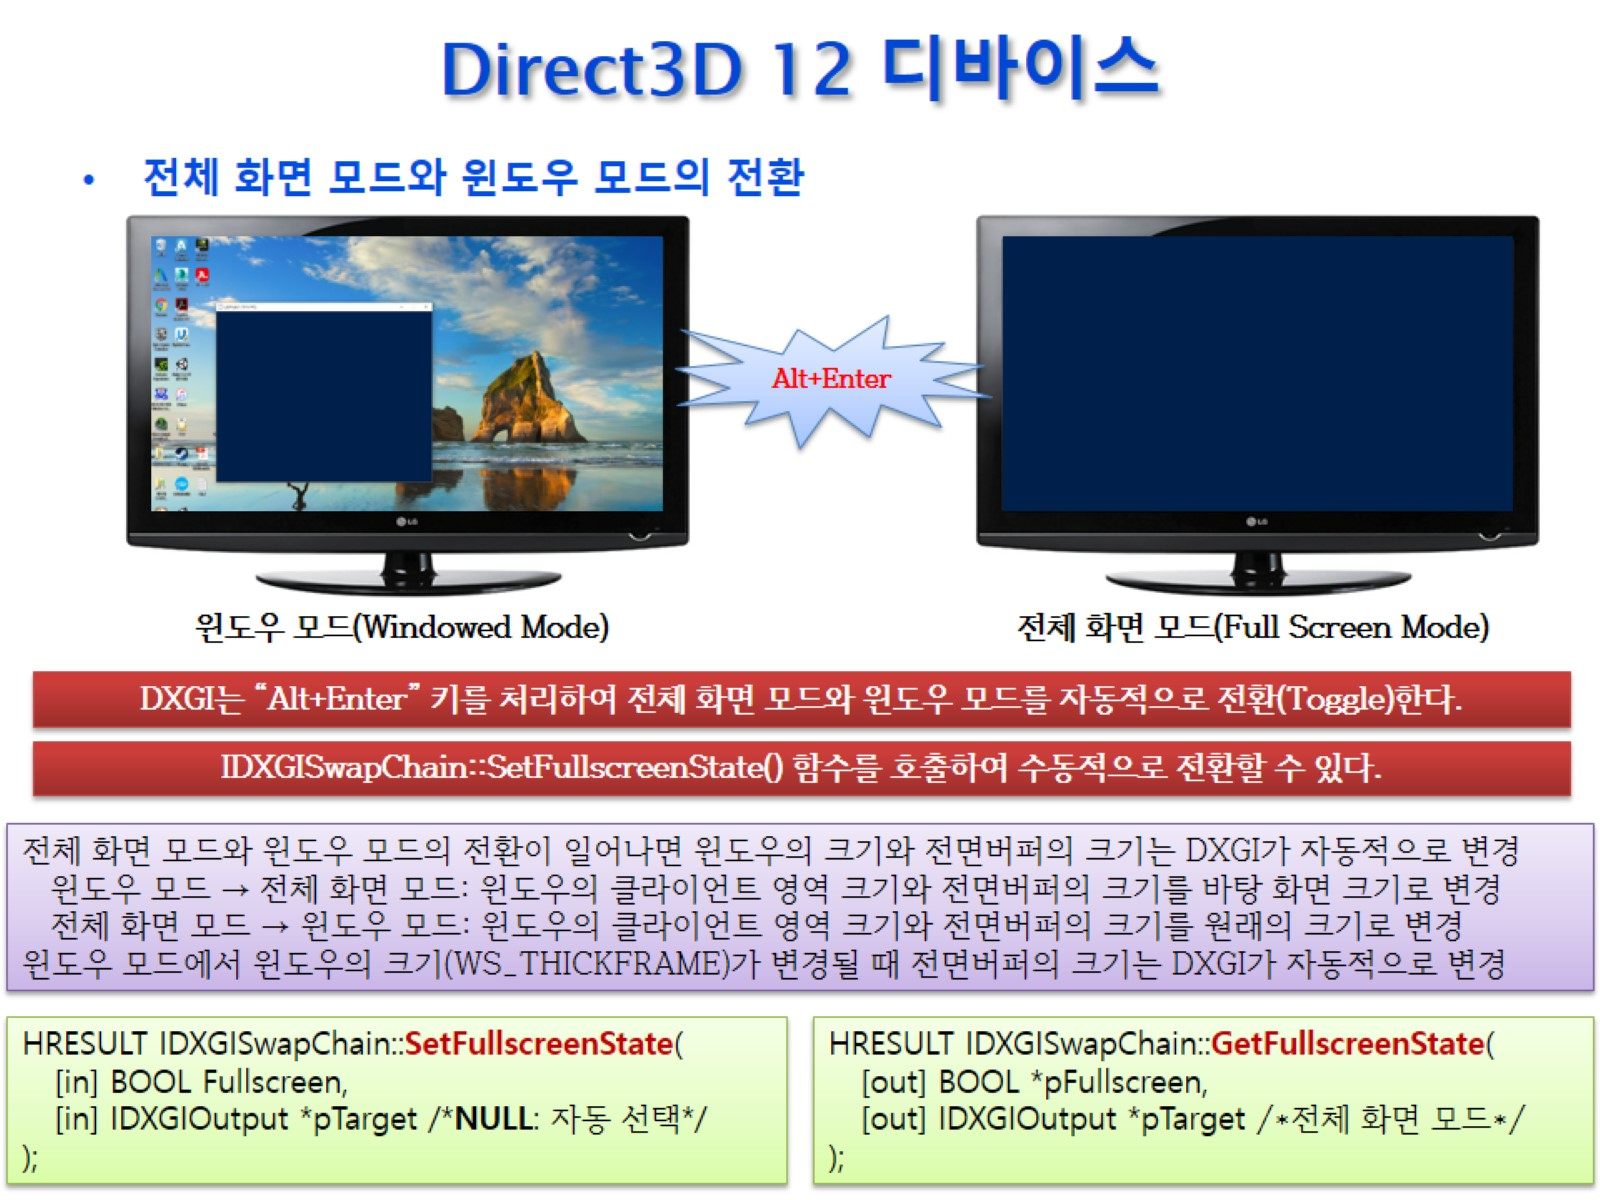 Direct3D 12 디바이스
• 전체 화면 모드와 윈도우 모드의 전환
Alt+Enter
LG
LG
윈도우 모드(Windowed Mode)
전체 화면 모드(Full Screen Mode)
DXGI는 “Alt+Enter” 키를 처리하여 전체 화면 모드와 윈도우 모드를 자동적으로 전환(Toggle)한다.
IDXGISwapChain::SetFullscreenState() 함수를 호출하여 수동적으로 전환할 수 있다.
전체 화면 모드와 윈도우 모드의 전환이 일어나면 윈도우의 크기와 전면버퍼의 크기는 DXGI가 자동적으로 변경
윈도우 모드 → 전체 화면 모드: 윈도우의 클라이언트 영역 크기와 전면버퍼의 크기를 바탕 화면 크기로 변경
전체 화면 모드 → 윈도우 모드: 윈도우의 클라이언트 영역 크기와 전면버퍼의 크기를 원래의 크기로 변경
윈도우 모드에서 윈도우의 크기(WS_THICKFRAME)가 변경될 때 전면버퍼의 크기는 DXGI가 자동적으로 변경
HRESULT IDXGISwapChain::SetFullscreenState(
[in] BOOL Fullscreen,
[in] IDXGIOutput *pTarget /*NULL: 자동 선택*/
);
HRESULT IDXGISwapChain::GetFullscreenState(
[out] BOOL *pFullscreen,
[out] IDXGIOutput *pTarget /*전체 화면 모드*/
);